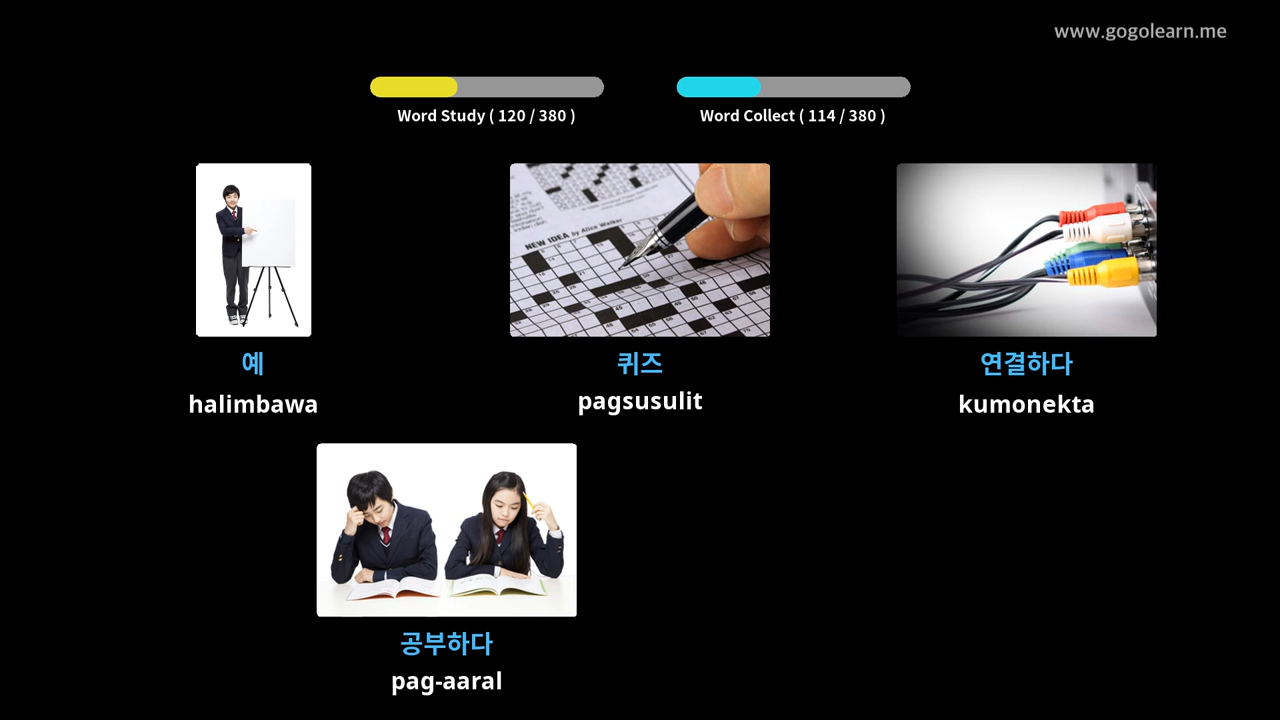 www.gogolearn.me
Word Study ( 120 / 380 )
Word Collect ( 114 / 380 )
NEW IDEA by Alice Walker
예
halimbawa
퀴즈
pagsusulit
연결하다
kumonekta
공부하다
pag-aaral